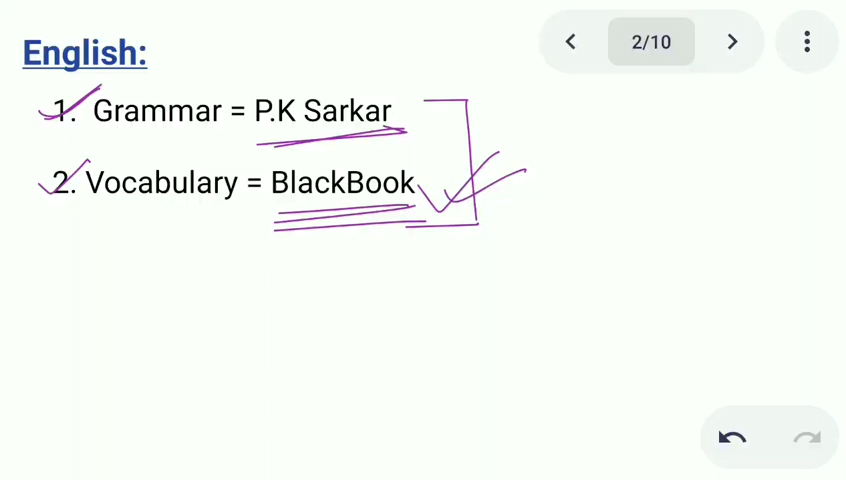 English:
2/10
1. Grammar = P.K Sarkar
2. Vocabulary = BlackBook